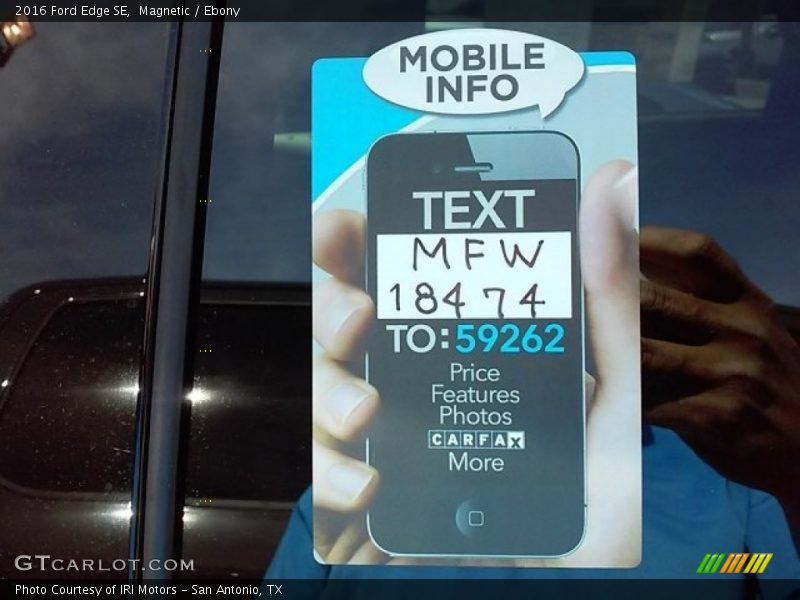 2016 Ford Edge SE,  Magnetic / Ebony
MOBILE
INFO
TEXT
MFW
18474
TO: 59262
Price
Features
Photos
CARFAX
More
GTCARLOT.COM
Photo Courtesy of IRI Motors - San Antonio, TX